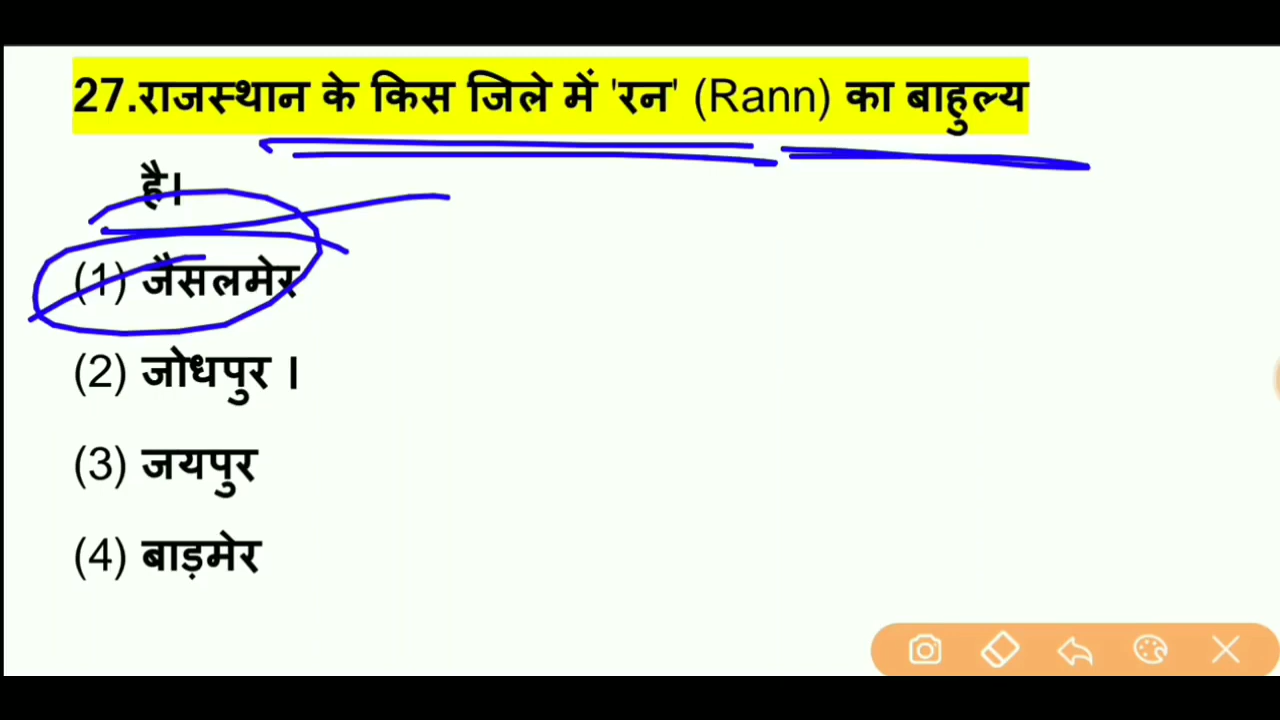 27.राजस्थान के किस जिले में 'रन' (Rann) का बाहुल्य
है।
(1) जैसलमेर
(2) जोधपुर ।
(3) जयपुर
(4) बाड़मेर